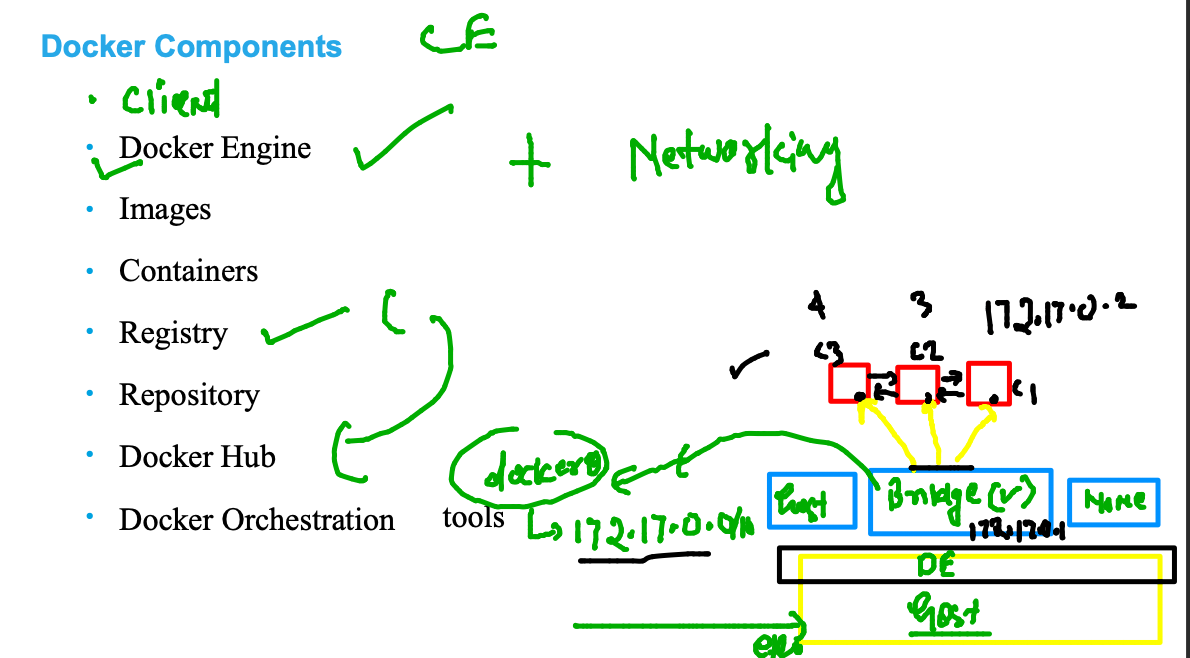 Docker Components
CE
• Client
• Docker Engine
+ Networking
• Images
• Containers
• Registry
• Repository
• Docker Hub
• Docker Orchestration tools
4 3 172.17.0.2
C3 C2 C1
docker0
172.17.0.0/16
Host Bridge (v) None
172.17.0.1
DE
Host